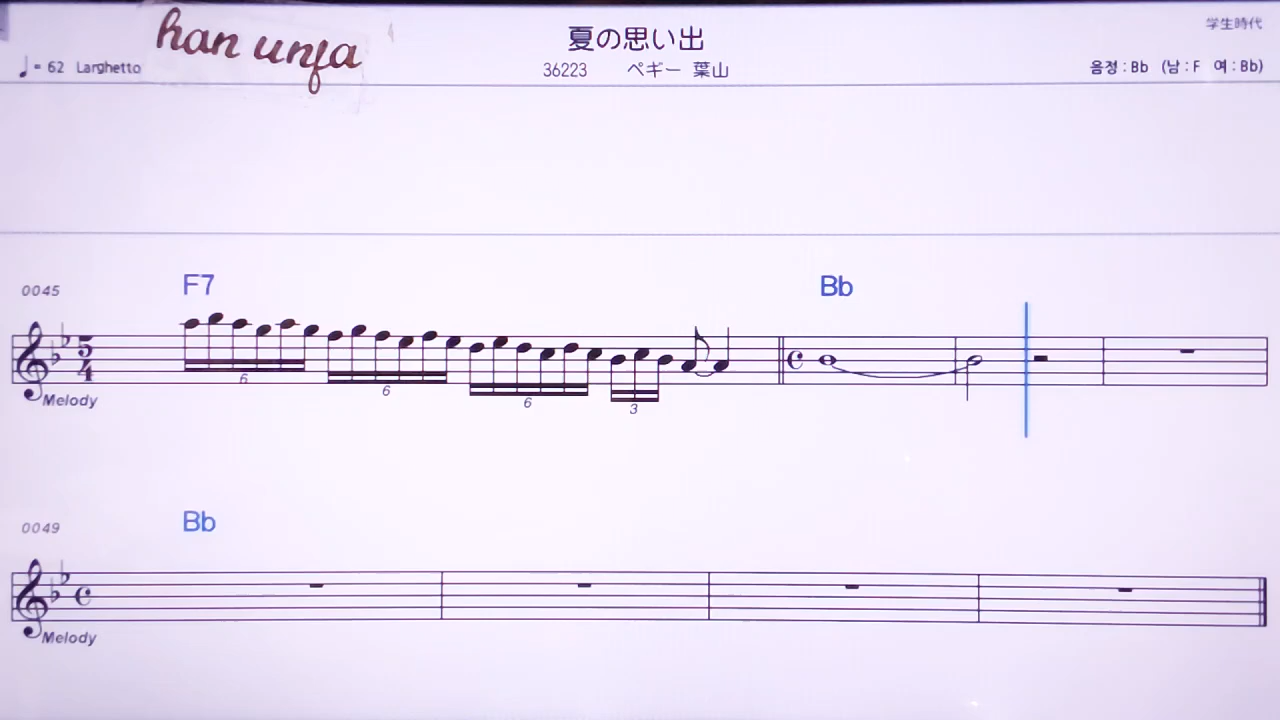 han unja
夏の思い出
学生時代
♩= 62 Larghetto
36223 ペギー 葉山
음정 : Bb (남 : F 여 : Bb)
0045
F7
Bb
5
4
6
6
6
3
Melody
0049
Bb
Melody